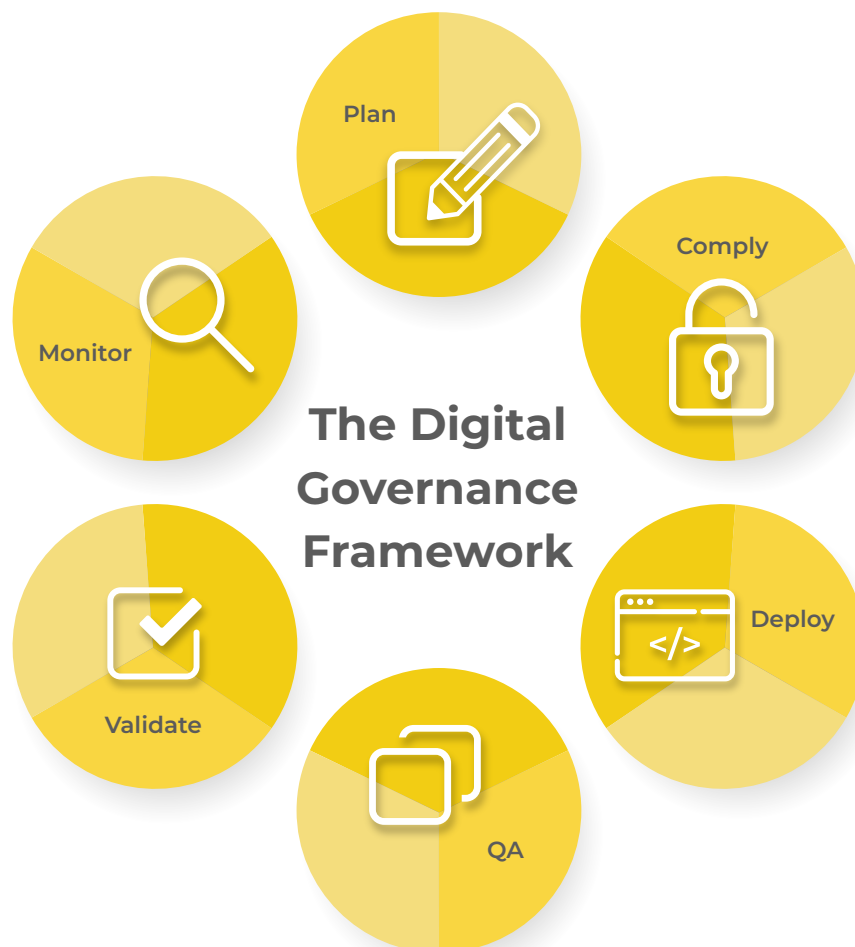 Plan
Comply
Monitor
The Digital
Governance
Framework
Deploy
</>
Validate
QA